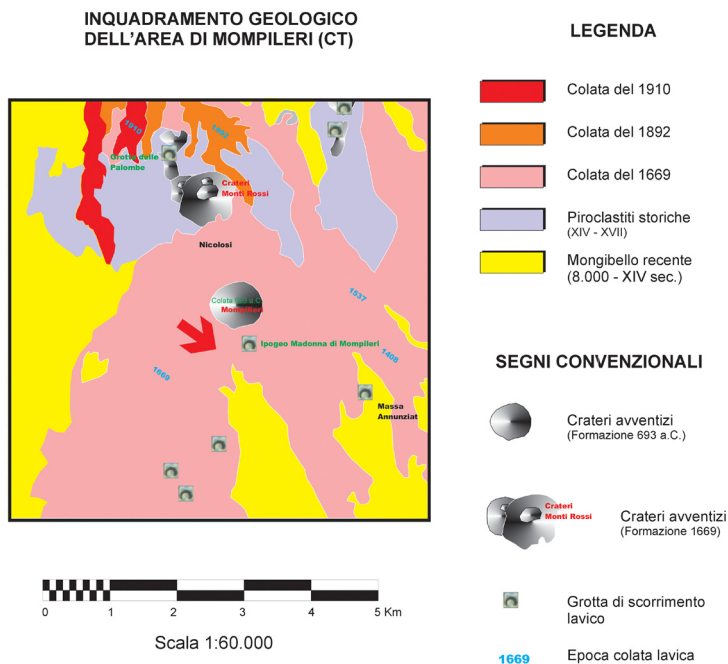 INQUADRAMENTO GEOLOGICO
DELL'AREA DI MOMPILERI (CT)
1910
1892
Grotta delle
Palombe
Crateri
Monti Rossi
Nicolosi
Colata 693 a.C.
1537
Ipogeo Madonna di Mompileri
1408
1669
Massa
Annunziat
0 1 2 3 4 5 Km
Scala 1:60.000
LEGENDA
Colata del 1910
Colata del 1892
Colata del 1669
Piroclastiti storiche
(XIV - XVII)
Mongibello recente
(8.000 - XIV sec.)
SEGNI CONVENZIONALI
Crateri avventizi
(Formazione 693 a.C.)
Crateri
Monti Rossi
Crateri avventizi
(Formazione 1669)
Grotta di scorrimento
lavico
1669 Epoca colata lavica